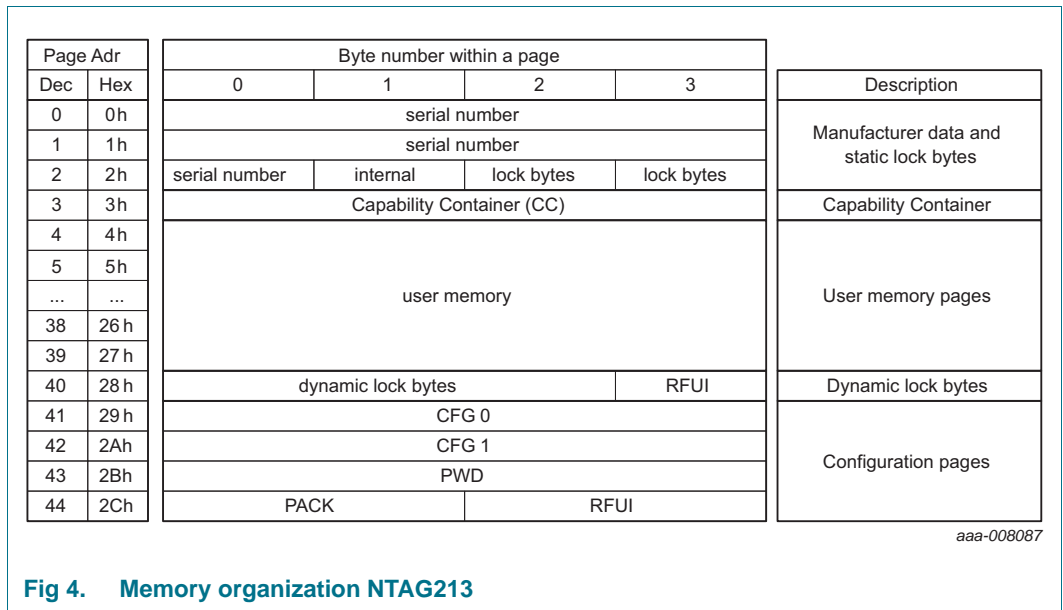 Page Adr Byte number within a page
Dec Hex 0 1 2 3 Description
0 0h serial number
Manufacturer data and
1 1h serial number
static lock bytes
2 2h serial number internal lock bytes lock bytes
3 3h Capability Container (CC) Capability Container
4 4h
5 5h
... ... user memory User memory pages
38 26h
39 27h
40 28h dynamic lock bytes RFUI Dynamic lock bytes
41 29h CFG 0
42 2Ah CFG 1
Configuration pages
43 2Bh PWD
44 2Ch PACK RFUI
aaa-008087
Fig 4. Memory organization NTAG213